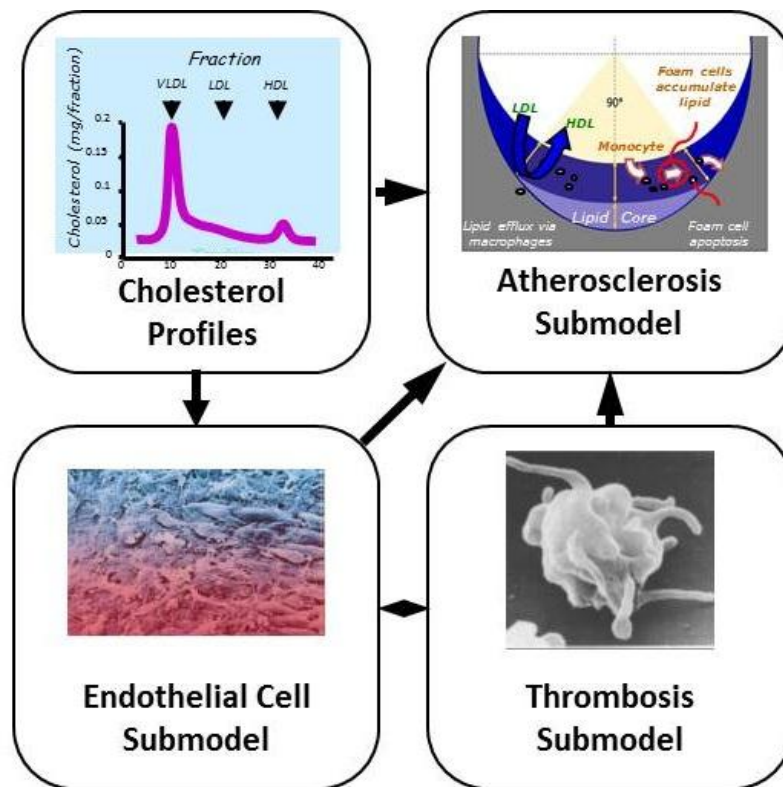 Fraction
VLDL LDL HDL
Cholesterol (mg/fraction)
0.2
0.15
0.1
0.05
0
0 10 20 30 40
Cholesterol
Profiles
Foam cells
accumulate
lipid
90°
LDL
HDL
Monocyte
Lipid Core
Lipid efflux via
macrophages
Foam cell
apoptosis
Atherosclerosis
Submodel
Endothelial Cell
Submodel
Thrombosis
Submodel